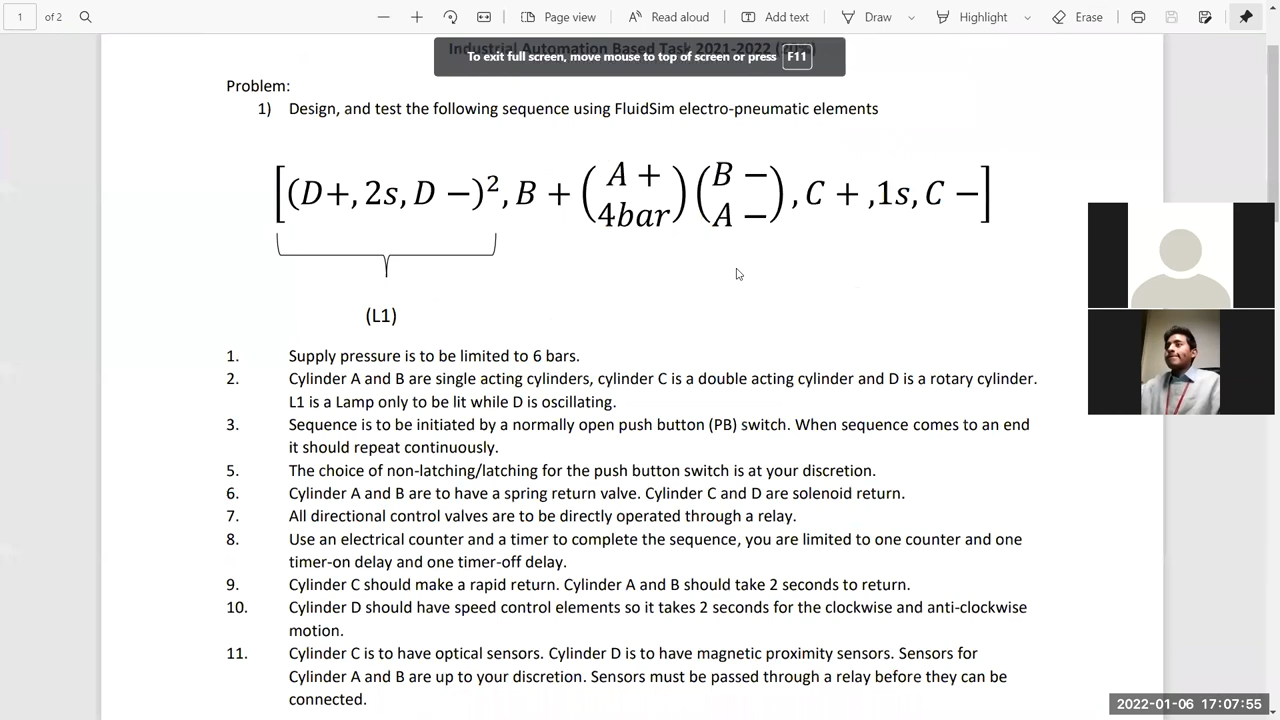 1 of 2 Page view Read aloud Add text Draw Highlight Erase
Industrial Automation Based Task 2021-2022
To exit full screen, move mouse to top of screen or press F11
Problem:
1) Design, and test the following sequence using FluidSim electro-pneumatic elements
[(D+, 2s, D −)², B + (A + / 4bar)(B − / A −), C + ,1s, C −]
(L1)
1. Supply pressure is to be limited to 6 bars.
2. Cylinder A and B are single acting cylinders, cylinder C is a double acting cylinder and D is a rotary cylinder.
L1 is a Lamp only to be lit while D is oscillating.
3. Sequence is to be initiated by a normally open push button (PB) switch. When sequence comes to an end
it should repeat continuously.
5. The choice of non-latching/latching for the push button switch is at your discretion.
6. Cylinder A and B are to have a spring return valve. Cylinder C and D are solenoid return.
7. All directional control valves are to be directly operated through a relay.
8. Use an electrical counter and a timer to complete the sequence, you are limited to one counter and one
timer-on delay and one timer-off delay.
9. Cylinder C should make a rapid return. Cylinder A and B should take 2 seconds to return.
10. Cylinder D should have speed control elements so it takes 2 seconds for the clockwise and anti-clockwise
motion.
11. Cylinder C is to have optical sensors. Cylinder D is to have magnetic proximity sensors. Sensors for
Cylinder A and B are up to your discretion. Sensors must be passed through a relay before they can be
connected.
2022-01-06 17:07:55